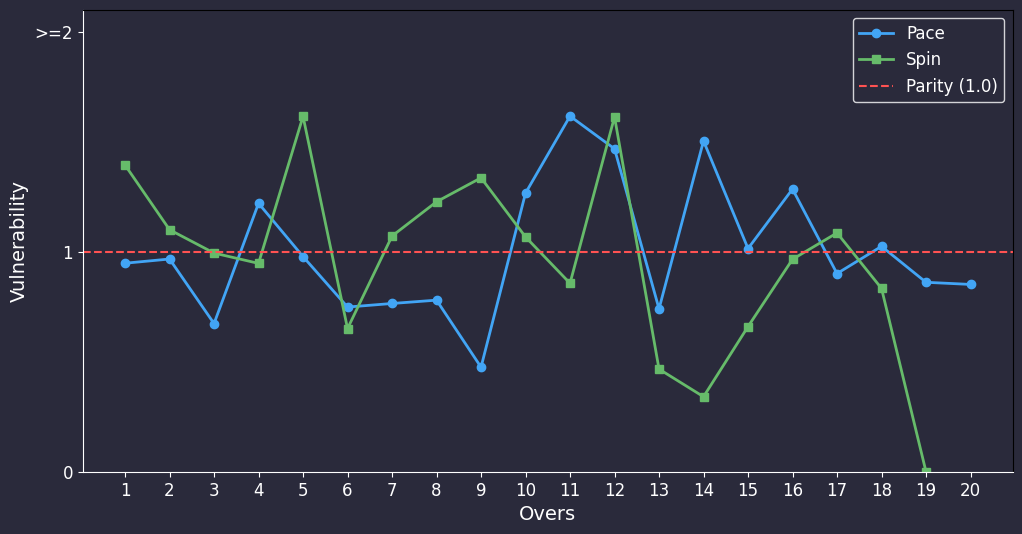 >=2
Pace
Spin
Parity (1.0)
Vulnerability
1
0
1 2 3 4 5 6 7 8 9 10 11 12 13 14 15 16 17 18 19 20
Overs